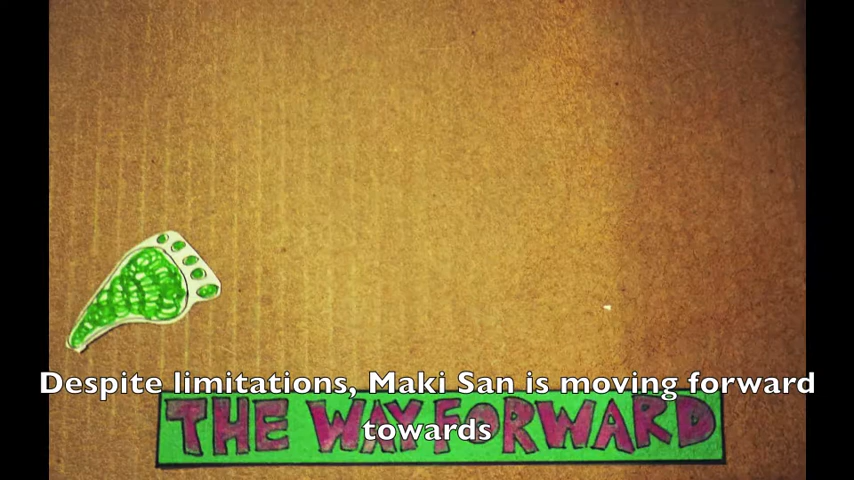 Despite limitations, Maki San is moving forward
towards
THE WAY FORWARD